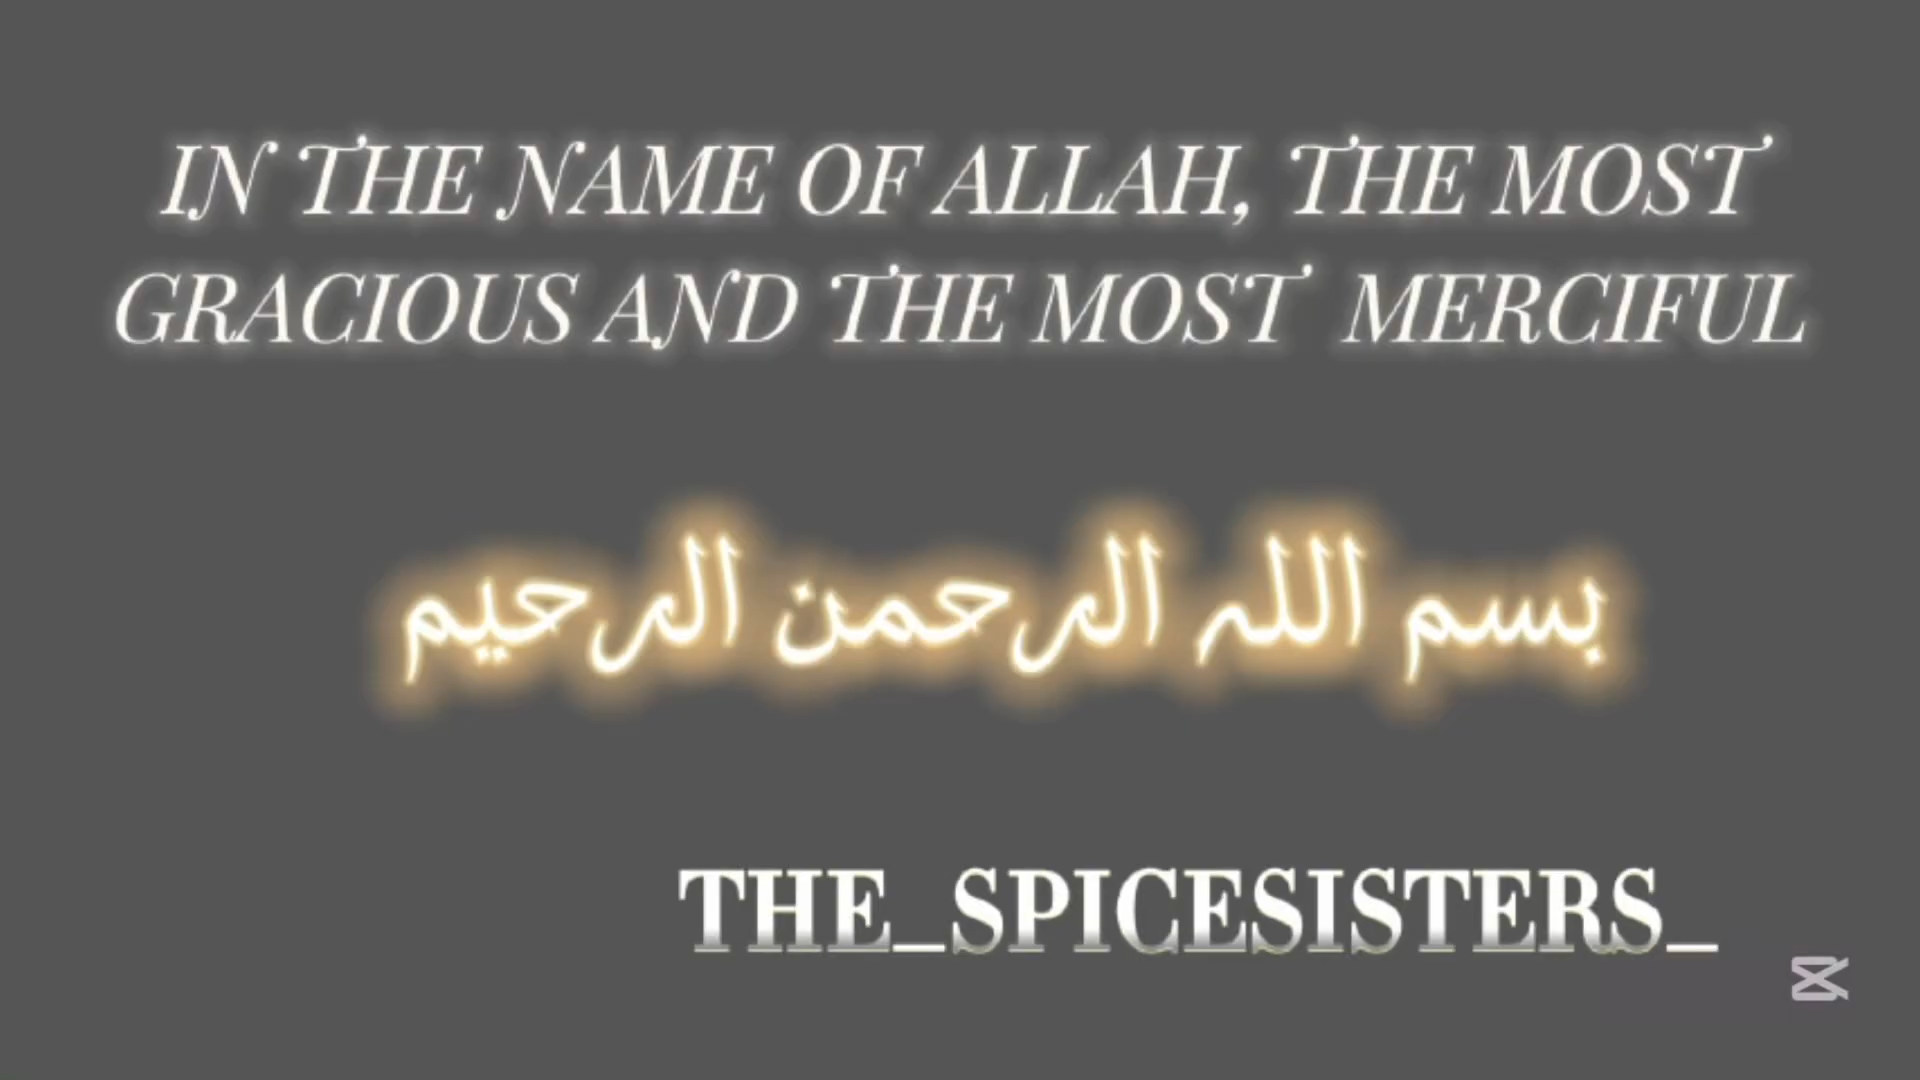 IN THE NAME OF ALLAH, THE MOST
GRACIOUS AND THE MOST MERCIFUL
بسم الله الرحمن الرحيم
THE_SPICESISTERS_